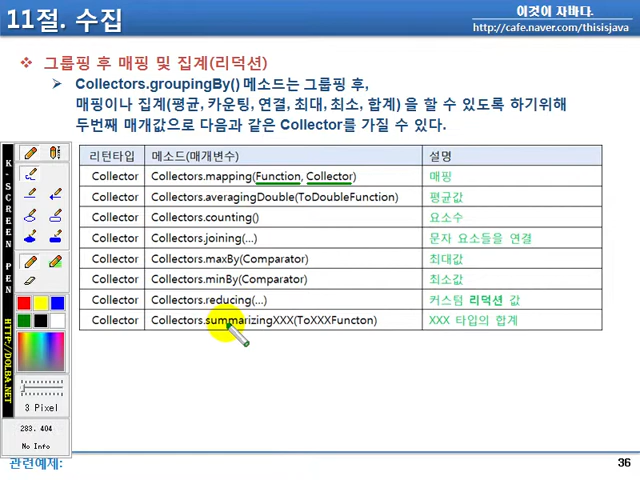 11절. 수집
이것이 자바다.
http://cafe.naver.com/thisisjava
❖ 그룹핑 후 매핑 및 집계(리덕션)
➢ Collectors.groupingBy() 메소드는 그룹핑 후,
매핑이나 집계(평균, 카운팅, 연결, 최대, 최소, 합계) 을 할 수 있도록 하기위해
두번째 매개값으로 다음과 같은 Collector를 가질 수 있다.
리턴타입 메소드(매개변수) 설명
Collector Collectors.mapping(Function, Collector) 매핑
Collector Collectors.averagingDouble(ToDoubleFunction) 평균값
Collector Collectors.counting() 요소수
Collector Collectors.joining(...) 문자 요소들을 연결
Collector Collectors.maxBy(Comparator) 최대값
Collector Collectors.minBy(Comparator) 최소값
Collector Collectors.reducing(...) 커스텀 리덕션 값
Collector Collectors.summarizingXXX(ToXXXFuncton) XXX 타입의 합계
K-SCREEN PEN
HTTP://DOLBA.NET
3 Pixel
283. 404
No Info
관련예제:
36